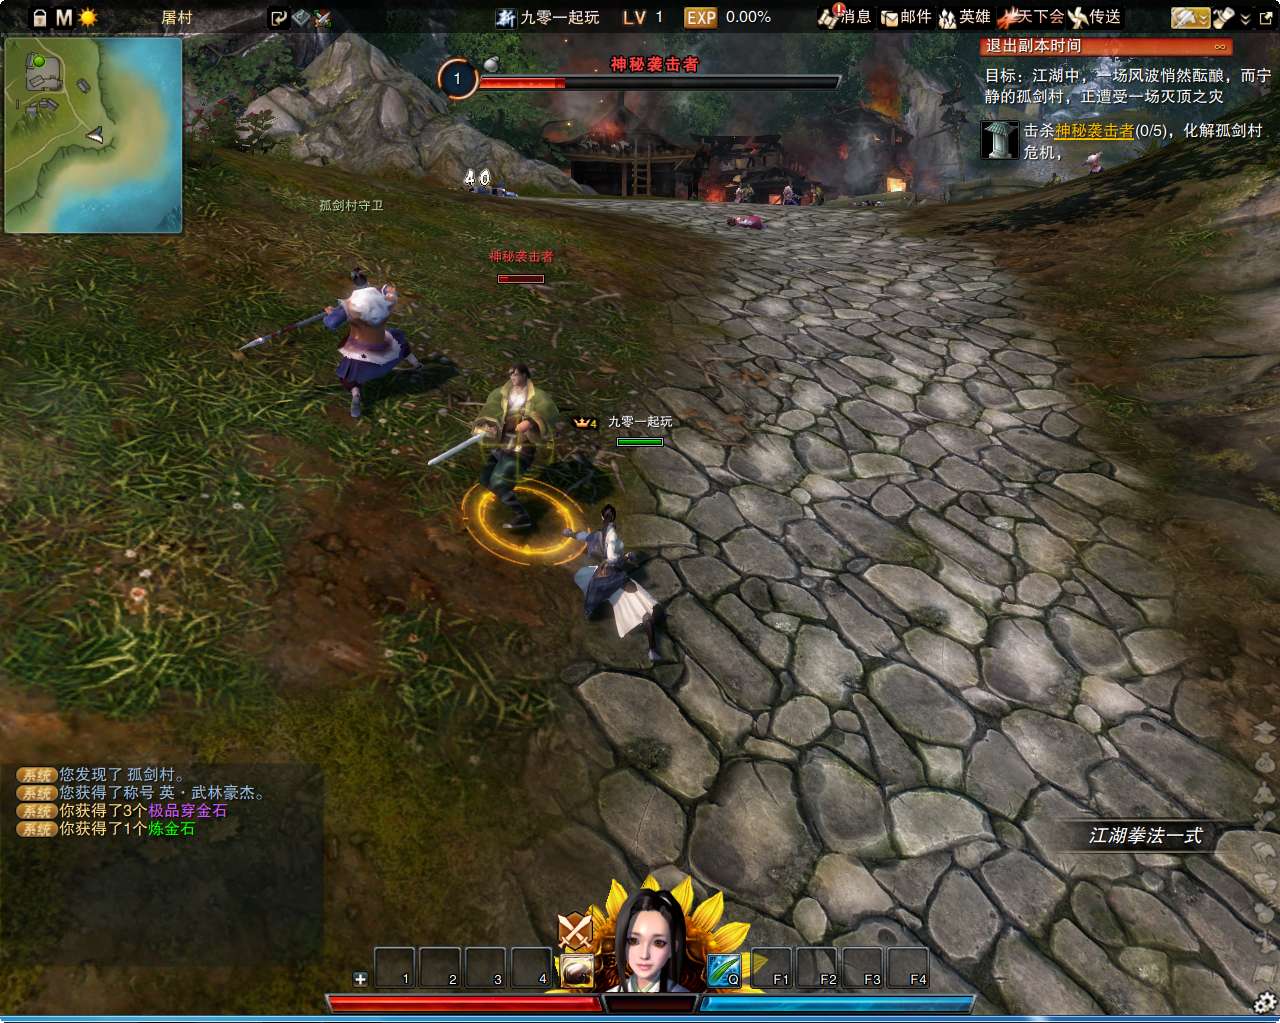 M 屠村 新 九零一起玩 LV 1 EXP 0.00% 消息 邮件 英雄 天下会 传送
退出副本时间 ∞
1 神秘袭击者
目标：江湖中，一场风波悄然酝酿，而宁
静的孤剑村，正遭受一场灭顶之灾
击杀神秘袭击者(0/5)，化解孤剑村
危机，
40
孤剑村守卫
神秘袭击者
4 九零一起玩
系统 您发现了 孤剑村。
系统 您获得了称号 英·武林豪杰。
系统 你获得了3个极品穿金石
系统 你获得了1个炼金石
江湖拳法一式
1 2 3 4 Q F1 F2 F3 F4